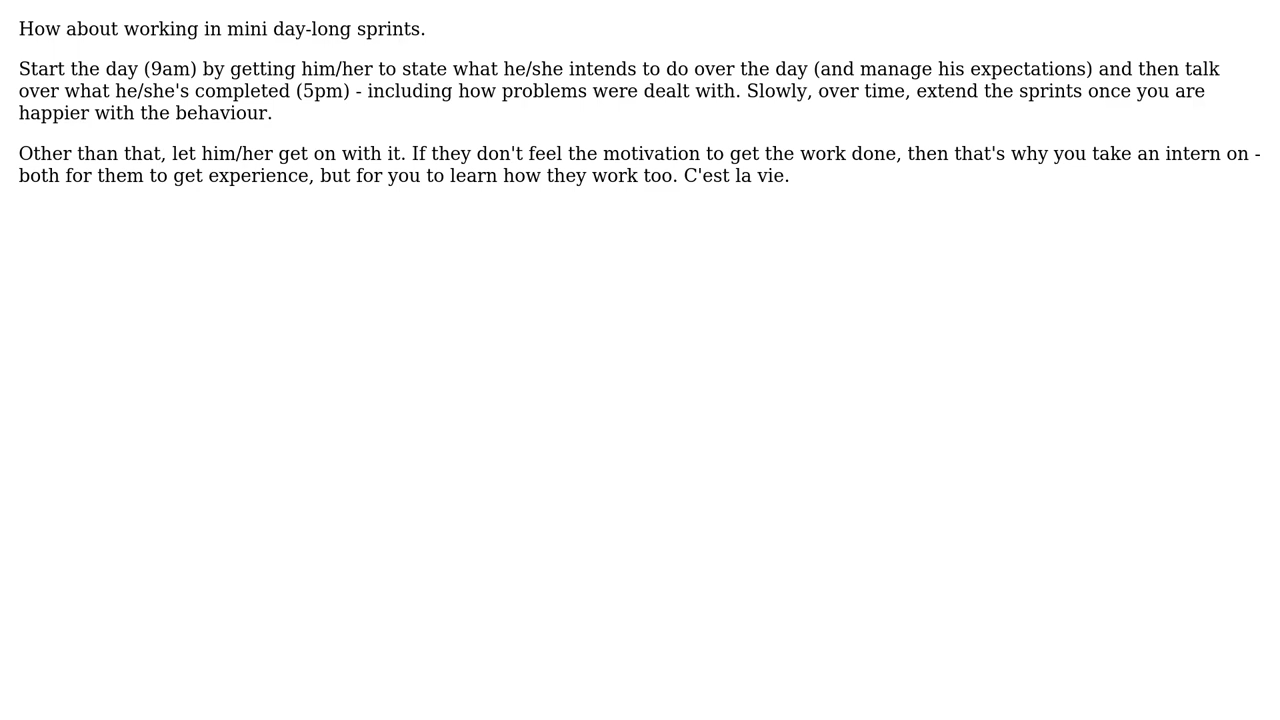 How about working in mini day-long sprints.
Start the day (9am) by getting him/her to state what he/she intends to do over the day (and manage his expectations) and then talk
over what he/she's completed (5pm) - including how problems were dealt with. Slowly, over time, extend the sprints once you are
happier with the behaviour.
Other than that, let him/her get on with it. If they don't feel the motivation to get the work done, then that's why you take an intern on -
both for them to get experience, but for you to learn how they work too. C'est la vie.